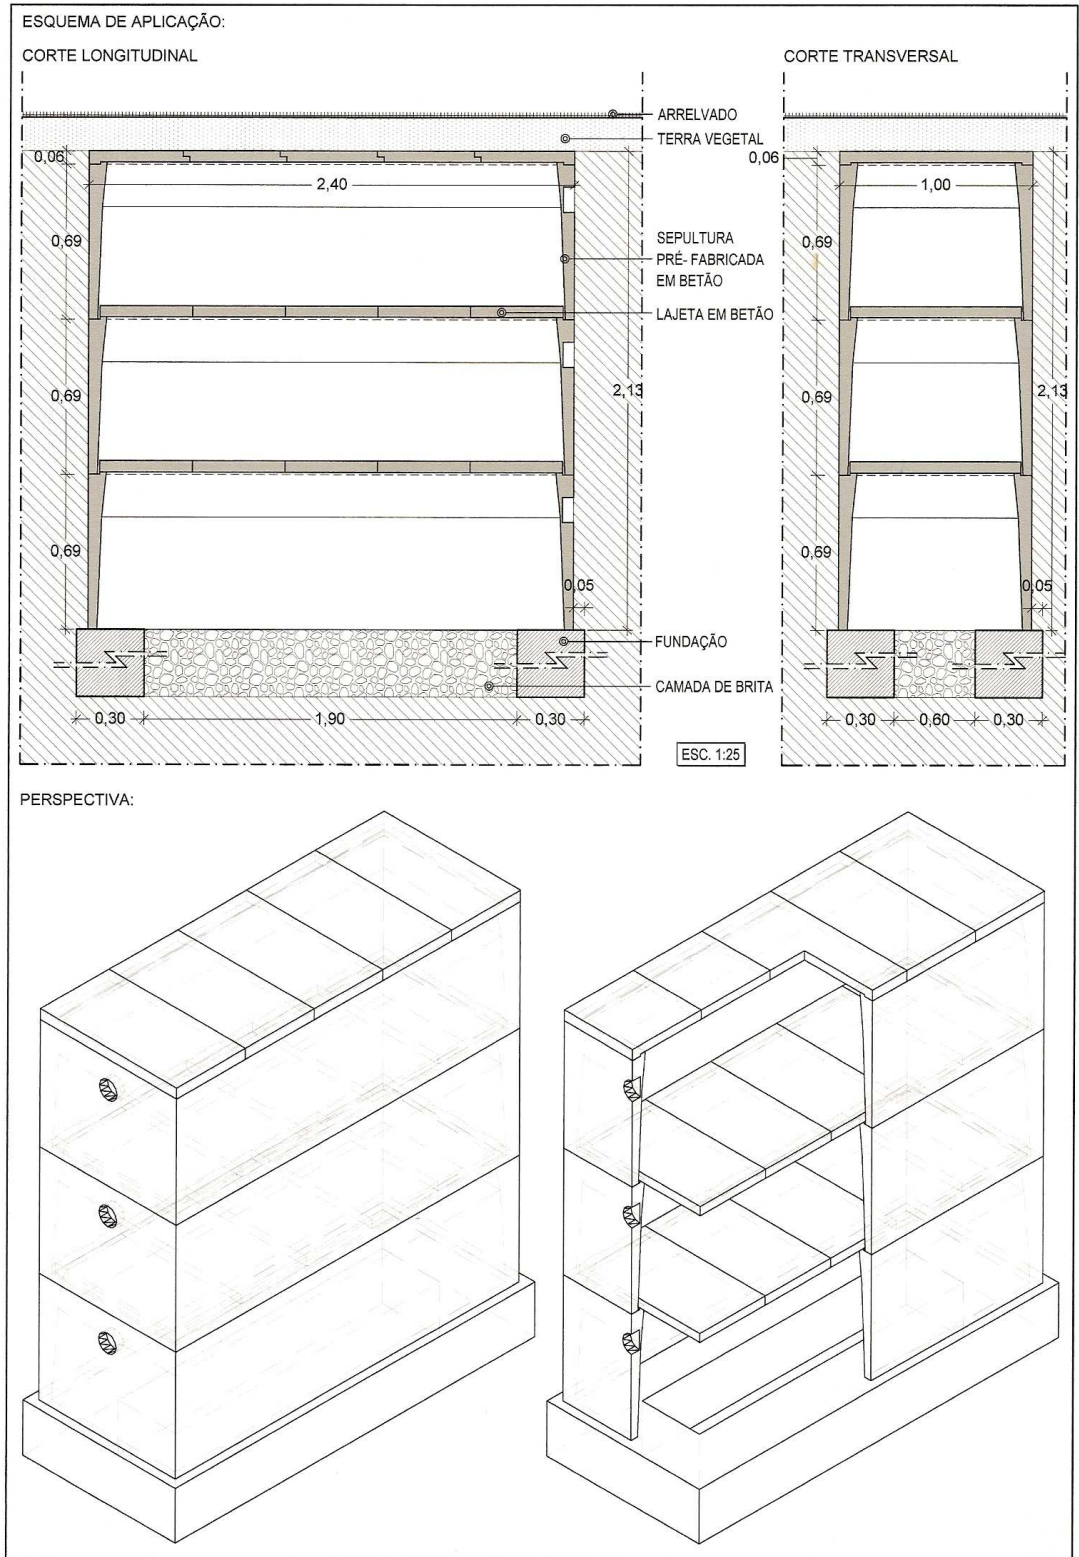 ESQUEMA DE APLICAÇÃO:
CORTE LONGITUDINAL
CORTE TRANSVERSAL
ARRELVADO
TERRA VEGETAL
0,06
0,06
2,40
1,00
0,69
SEPULTURA
PRÉ- FABRICADA
EM BETÃO
0,69
LAJETA EM BETÃO
0,69
2,13
0,69
2,13
0,69
0,05
0,69
0,05
FUNDAÇÃO
CAMADA DE BRITA
0,30
1,90
0,30
0,30
0,60
0,30
ESC. 1:25
PERSPECTIVA: